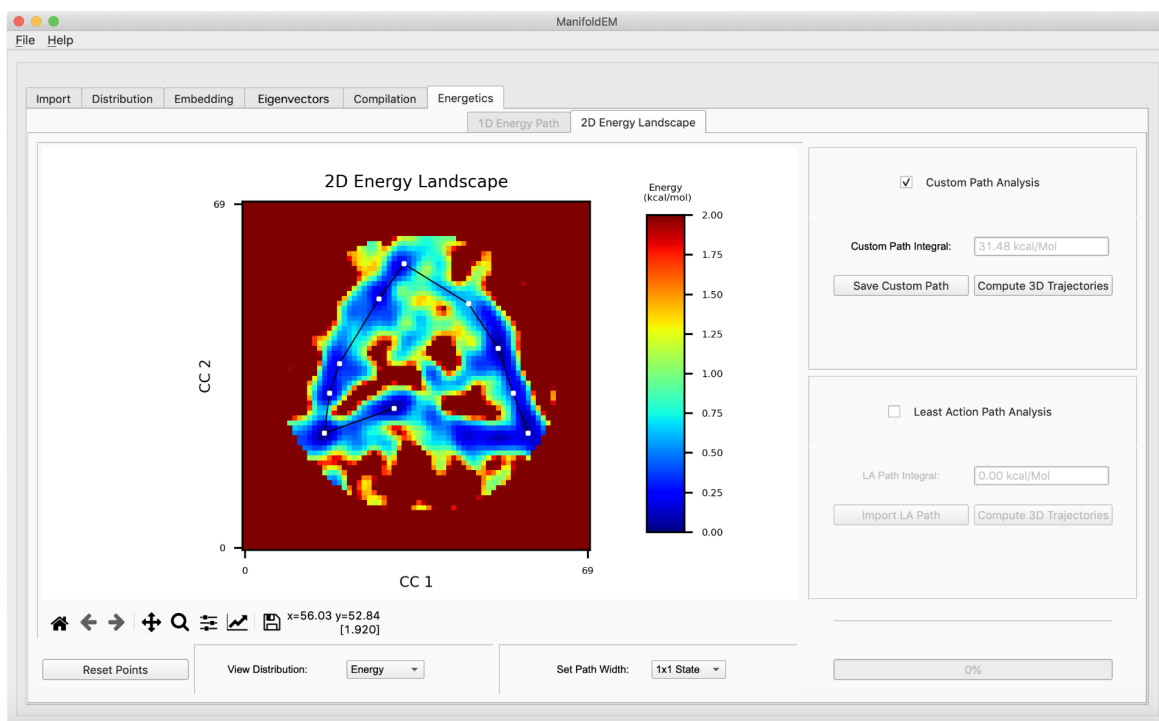 ManifoldEM
File Help
Import Distribution Embedding Eigenvectors Compilation Energetics
1D Energy Path 2D Energy Landscape
2D Energy Landscape
Energy
(kcal/mol)
69
CC 2
0
0
69
CC 1
2.00
1.75
1.50
1.25
1.00
0.75
0.50
0.25
0.00
Custom Path Analysis
Custom Path Integral: 31.48 kcal/Mol
Save Custom Path Compute 3D Trajectories
Least Action Path Analysis
LA Path Integral: 0.00 kcal/Mol
Import LA Path Compute 3D Trajectories
x=56.03 y=52.84
[1.920]
Reset Points View Distribution: Energy Set Path Width: 1x1 State 0%